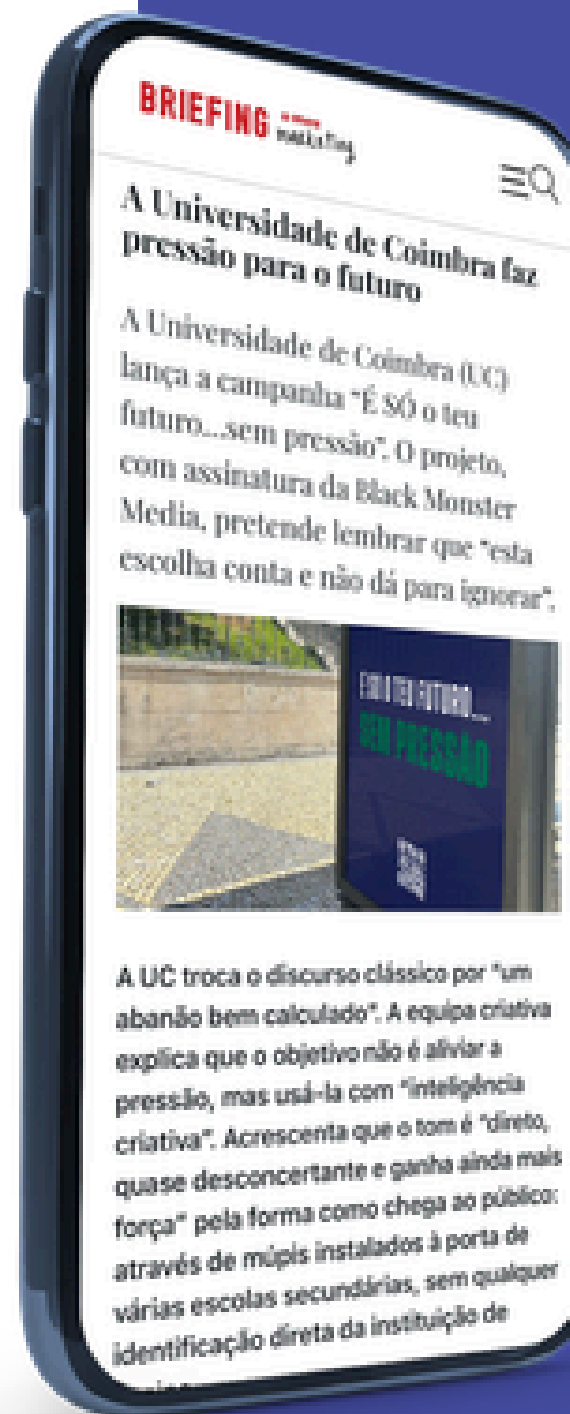 BRIEFING
marketing
A Universidade de Coimbra faz
pressão para o futuro
A Universidade de Coimbra (UC)
lança a campanha "É SÓ o teu
futuro...sem pressão". O projeto,
com assinatura da Black Monster
Media, pretende lembrar que "esta
escolha conta e não dá para ignorar".
É SÓ O TEU FUTURO...
SEM PRESSÃO
A UC troca o discurso clássico por "um
abanão bem calculado". A equipa criativa
explica que o objetivo não é aliviar a
pressão, mas usá-la com "inteligência
criativa". Acrescenta que o tom é "direto,
quase desconcertante e ganha ainda mais
força" pela forma como chega ao público:
através de múpis instalados à porta de
várias escolas secundárias, sem qualquer
identificação direta da instituição de